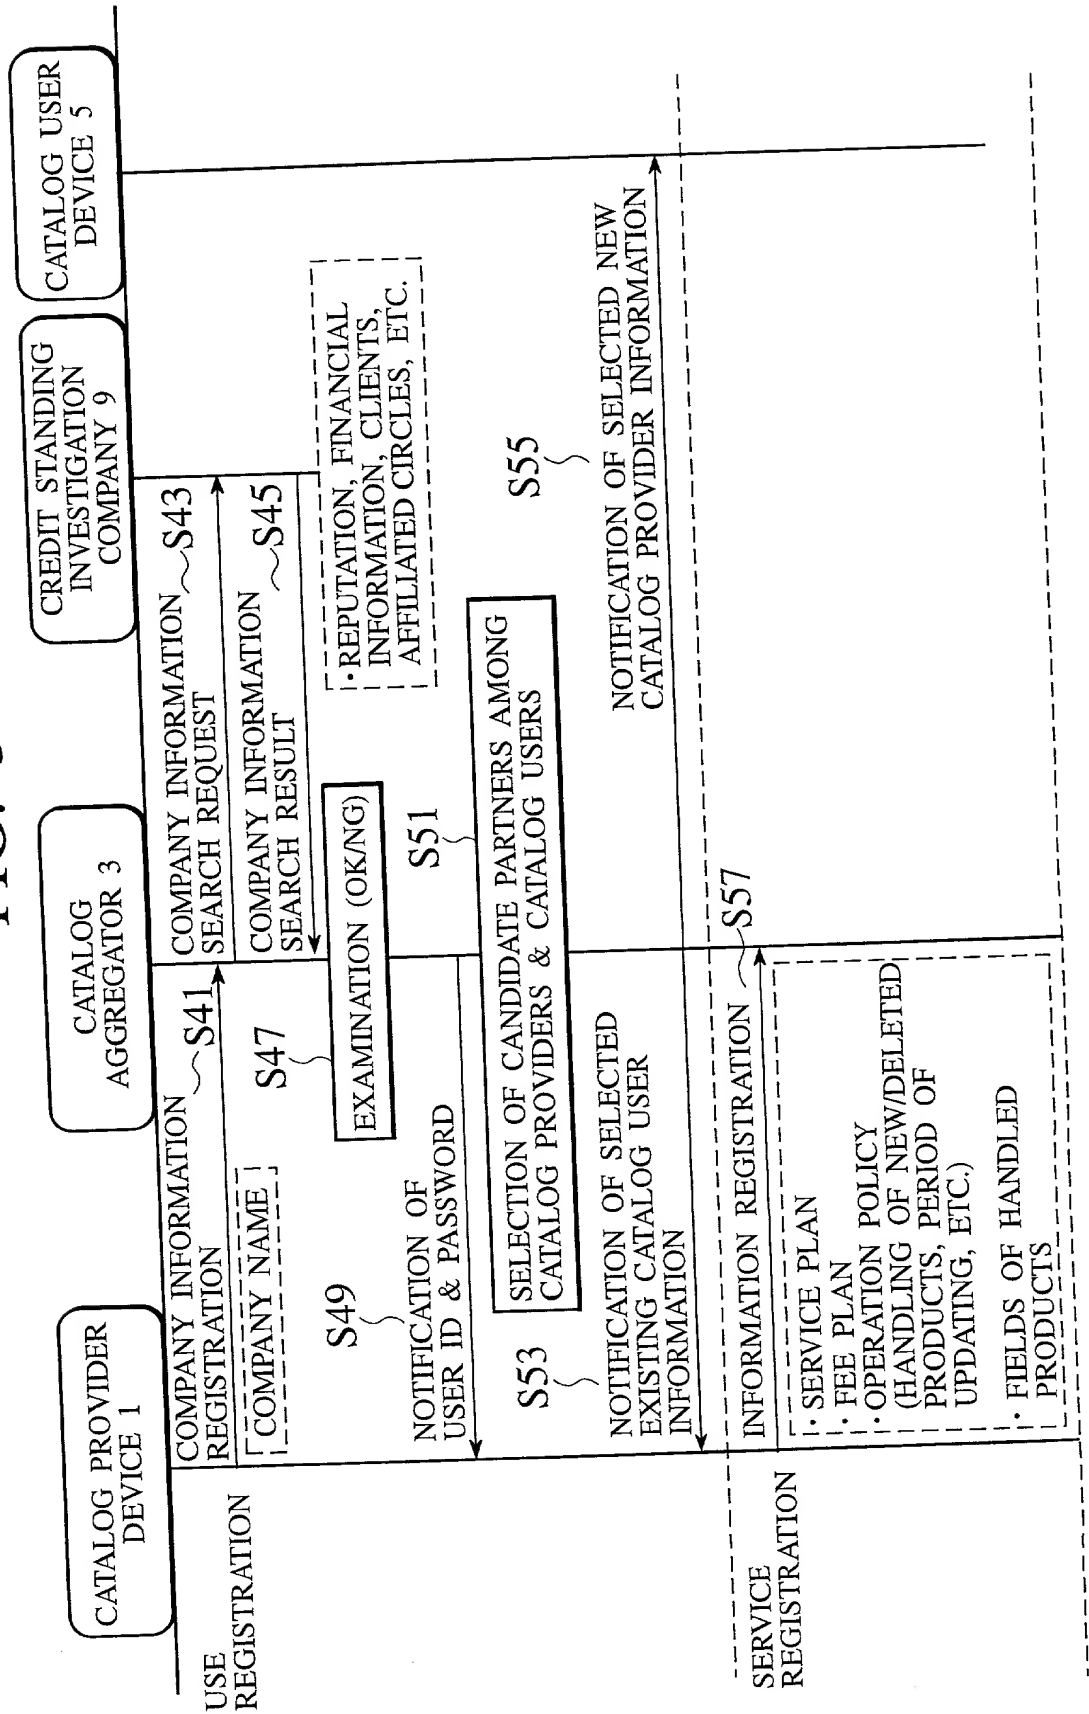 CATALOG PROVIDER
DEVICE 1
CATALOG
AGGREGATOR 3
CREDIT STANDING
INVESTIGATION
COMPANY 9
CATALOG USER
DEVICE 5
USE
REGISTRATION
COMPANY INFORMATION
REGISTRATION
S41
COMPANY NAME
COMPANY INFORMATION
SEARCH REQUEST
S43
COMPANY INFORMATION
SEARCH RESULT
S45
· REPUTATION, FINANCIAL
INFORMATION, CLIENTS,
AFFILIATED CIRCLES, ETC.
S47
EXAMINATION (OK/NG)
S49
NOTIFICATION OF
USER ID & PASSWORD
S51
SELECTION OF CANDIDATE PARTNERS AMONG
CATALOG PROVIDERS & CATALOG USERS
S53
NOTIFICATION OF SELECTED
EXISTING CATALOG USER
INFORMATION
S55
NOTIFICATION OF SELECTED NEW
CATALOG PROVIDER INFORMATION
SERVICE
REGISTRATION
INFORMATION REGISTRATION
S57
· SERVICE PLAN
· FEE PLAN
· OPERATION POLICY
(HANDLING OF NEW/DELETED
PRODUCTS, PERIOD OF
UPDATING, ETC.)
· FIELDS OF HANDLED
PRODUCTS